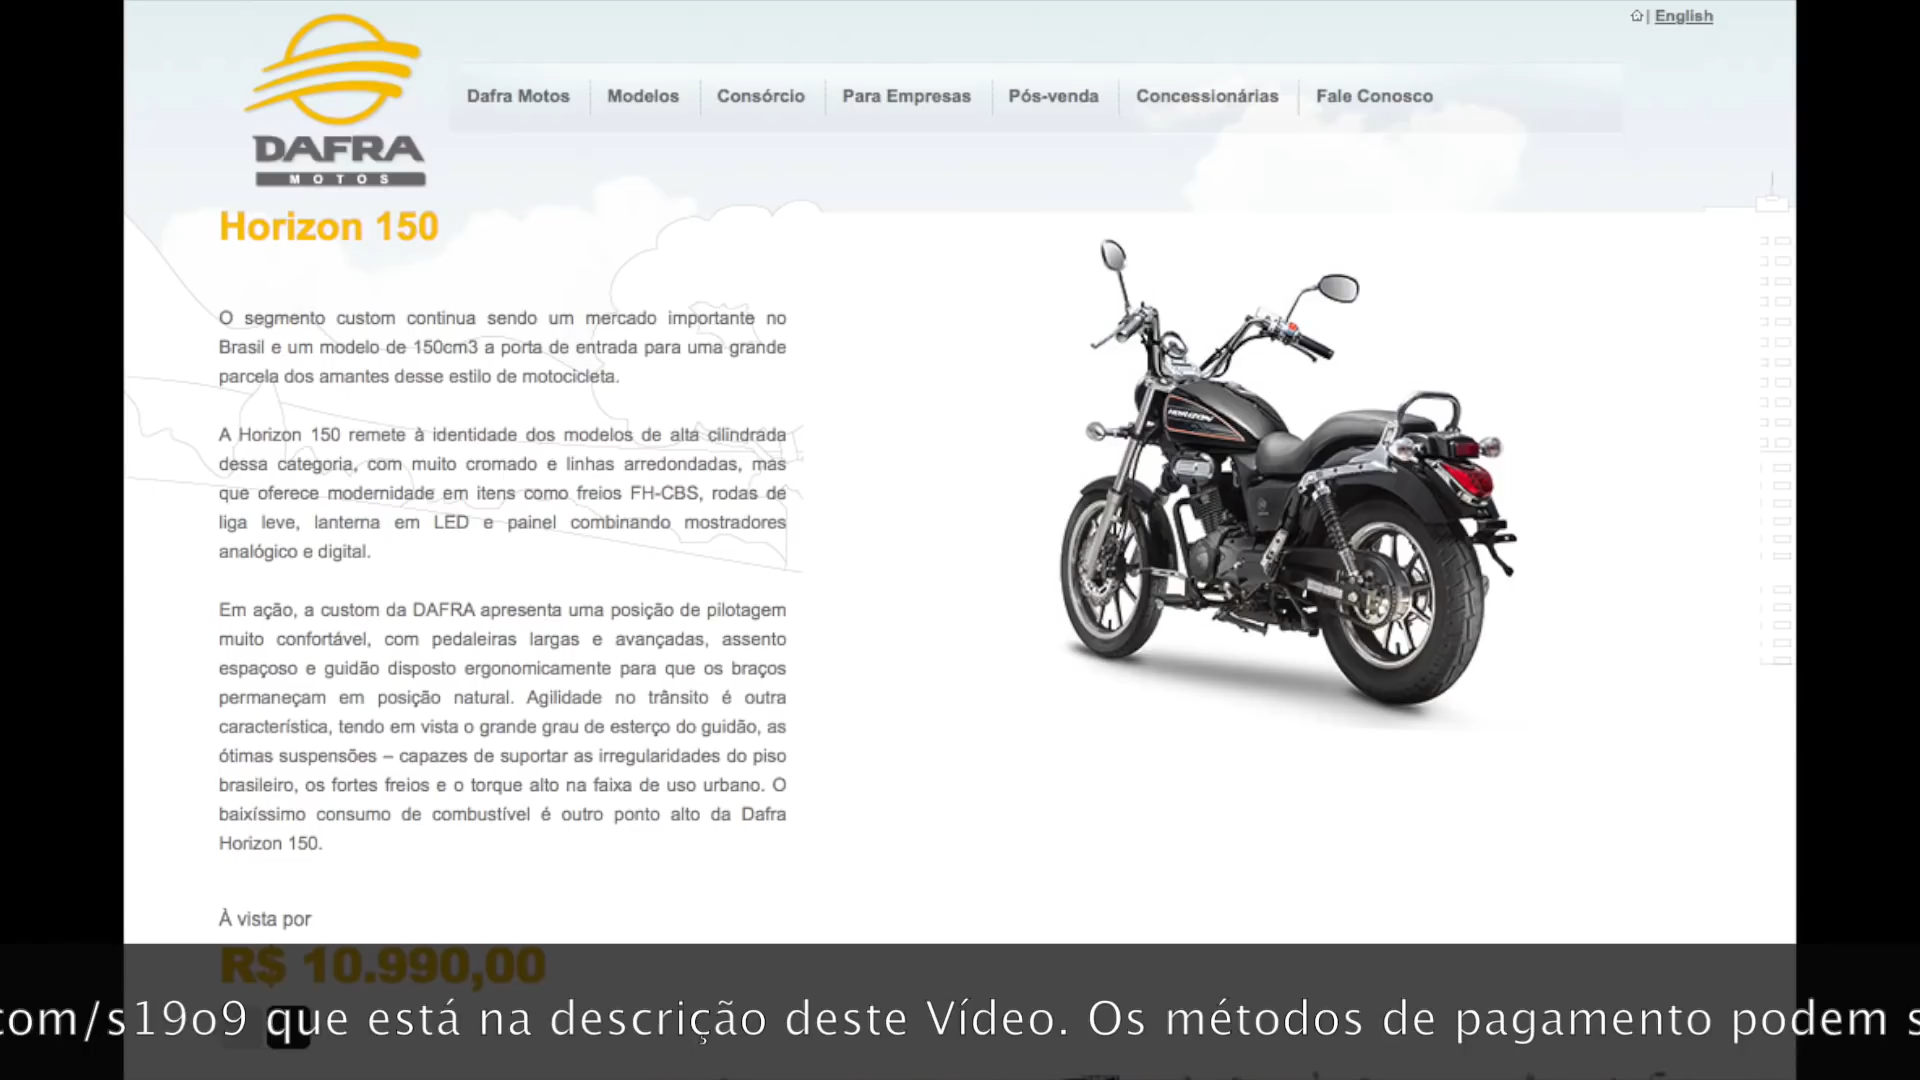 English
DAFRA
MOTOS
Dafra Motos
Modelos
Consórcio
Para Empresas
Pós-venda
Concessionárias
Fale Conosco
Horizon 150
O segmento custom continua sendo um mercado importante no
Brasil e um modelo de 150cm3 a porta de entrada para uma grande
parcela dos amantes desse estilo de motocicleta.
A Horizon 150 remete à identidade dos modelos de alta cilindrada
dessa categoria, com muito cromado e linhas arredondadas, mas
que oferece modernidade em itens como freios FH-CBS, rodas de
liga leve, lanterna em LED e painel combinando mostradores
analógico e digital.
Em ação, a custom da DAFRA apresenta uma posição de pilotagem
muito confortável, com pedaleiras largas e avançadas, assento
espaçoso e guidão disposto ergonomicamente para que os braços
permaneçam em posição natural. Agilidade no trânsito é outra
característica, tendo em vista o grande grau de esterço do guidão, as
ótimas suspensões – capazes de suportar as irregularidades do piso
brasileiro, os fortes freios e o torque alto na faixa de uso urbano. O
baixíssimo consumo de combustível é outro ponto alto da Dafra
Horizon 150.
HORIZON
À vista por
R$ 10.990,00
com/s19o9 que está na descrição deste Vídeo. Os métodos de pagamento podem s